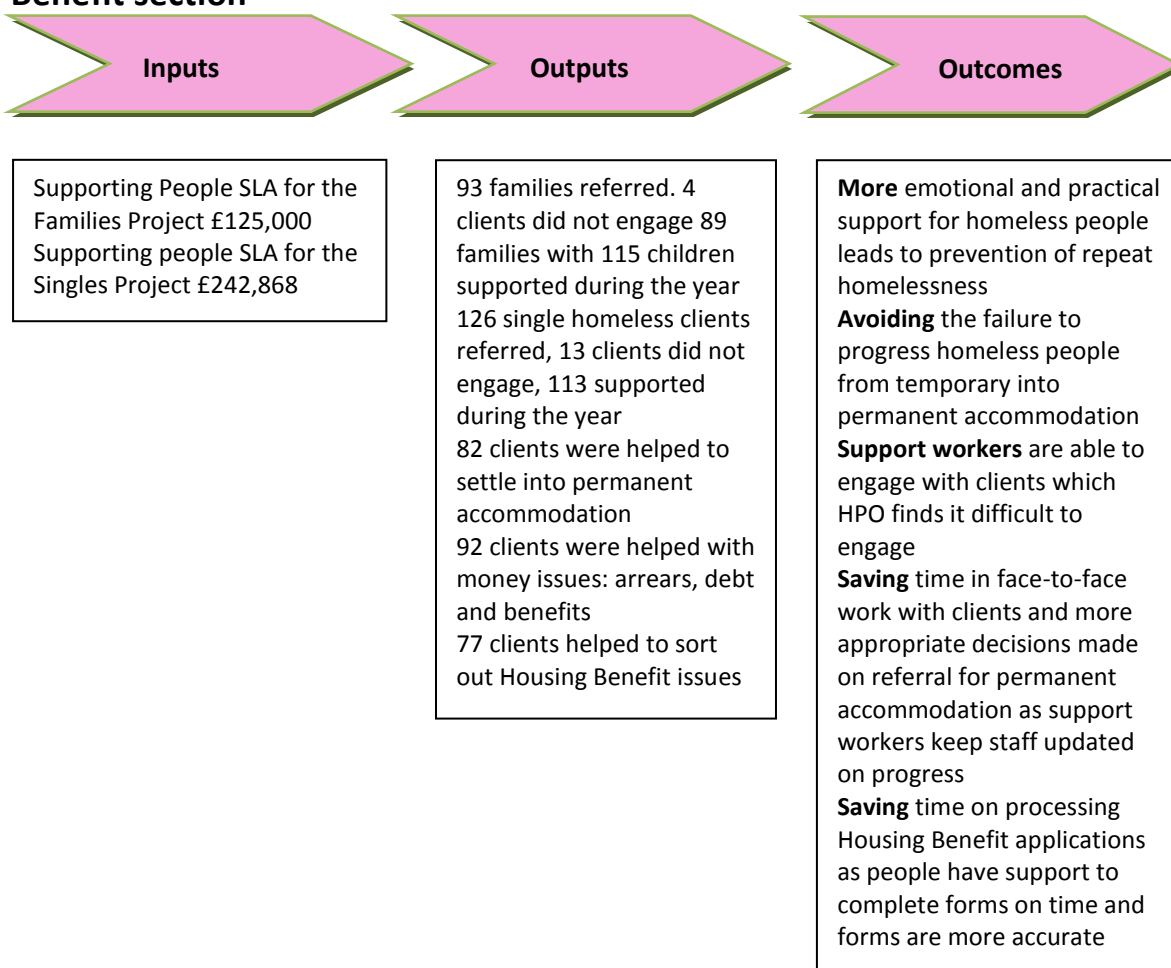 Benefit section
Inputs
Outputs
Outcomes
Supporting People SLA for the
Families Project £125,000
Supporting people SLA for the
Singles Project £242,868
93 families referred. 4
clients did not engage 89
families with 115 children
supported during the year
126 single homeless clients
referred, 13 clients did not
engage, 113 supported
during the year
82 clients were helped to
settle into permanent
accommodation
92 clients were helped with
money issues: arrears, debt
and benefits
77 clients helped to sort
out Housing Benefit issues
More emotional and practical
support for homeless people
leads to prevention of repeat
homelessness
Avoiding the failure to
progress homeless people
from temporary into
permanent accommodation
Support workers are able to
engage with clients which
HPO finds it difficult to
engage
Saving time in face-to-face
work with clients and more
appropriate decisions made
on referral for permanent
accommodation as support
workers keep staff updated
on progress
Saving time on processing
Housing Benefit applications
as people have support to
complete forms on time and
forms are more accurate